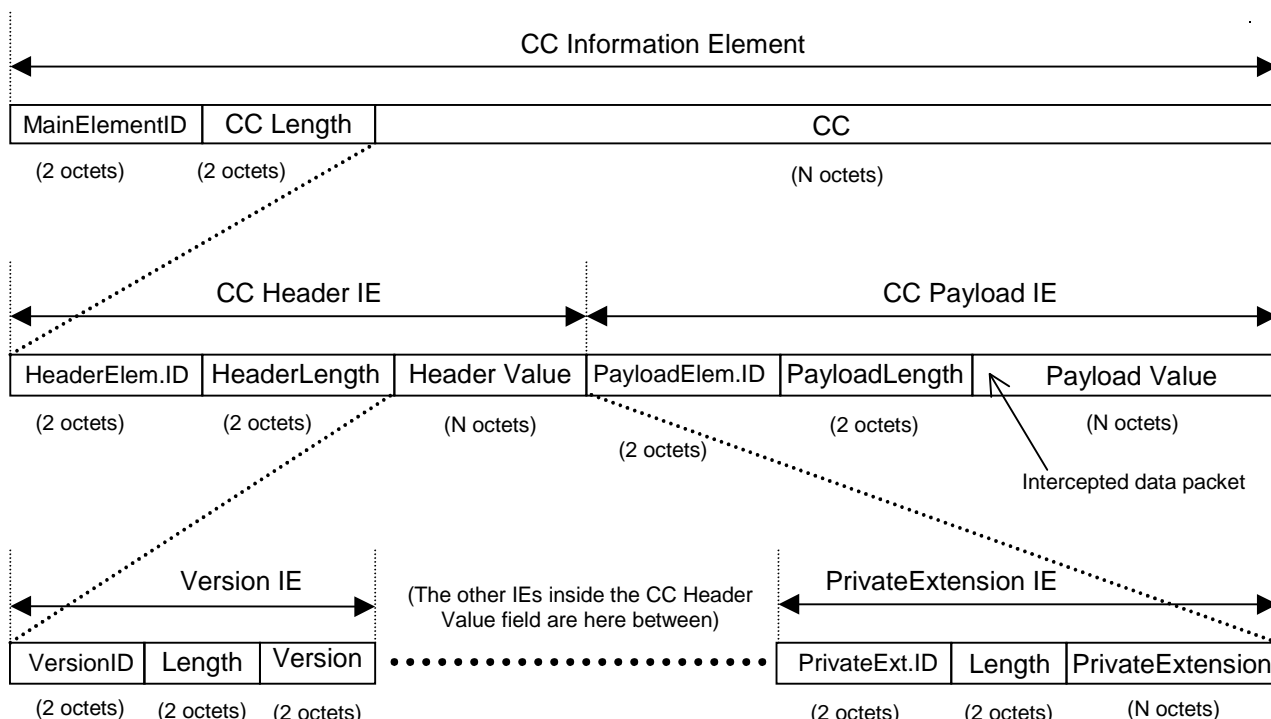 CC Information Element
MainElementID CC Length CC
(2 octets) (2 octets) (N octets)
CC Header IE CC Payload IE
HeaderElem.ID HeaderLength Header Value PayloadElem.ID PayloadLength Payload Value
(2 octets) (2 octets) (N octets) (2 octets) (2 octets) (N octets)
Intercepted data packet
Version IE (The other IEs inside the CC Header PrivateExtension IE
Value field are here between)
VersionID Length Version PrivateExt.ID Length PrivateExtension
(2 octets) (2 octets) (2 octets) (2 octets) (2 octets) (N octets)